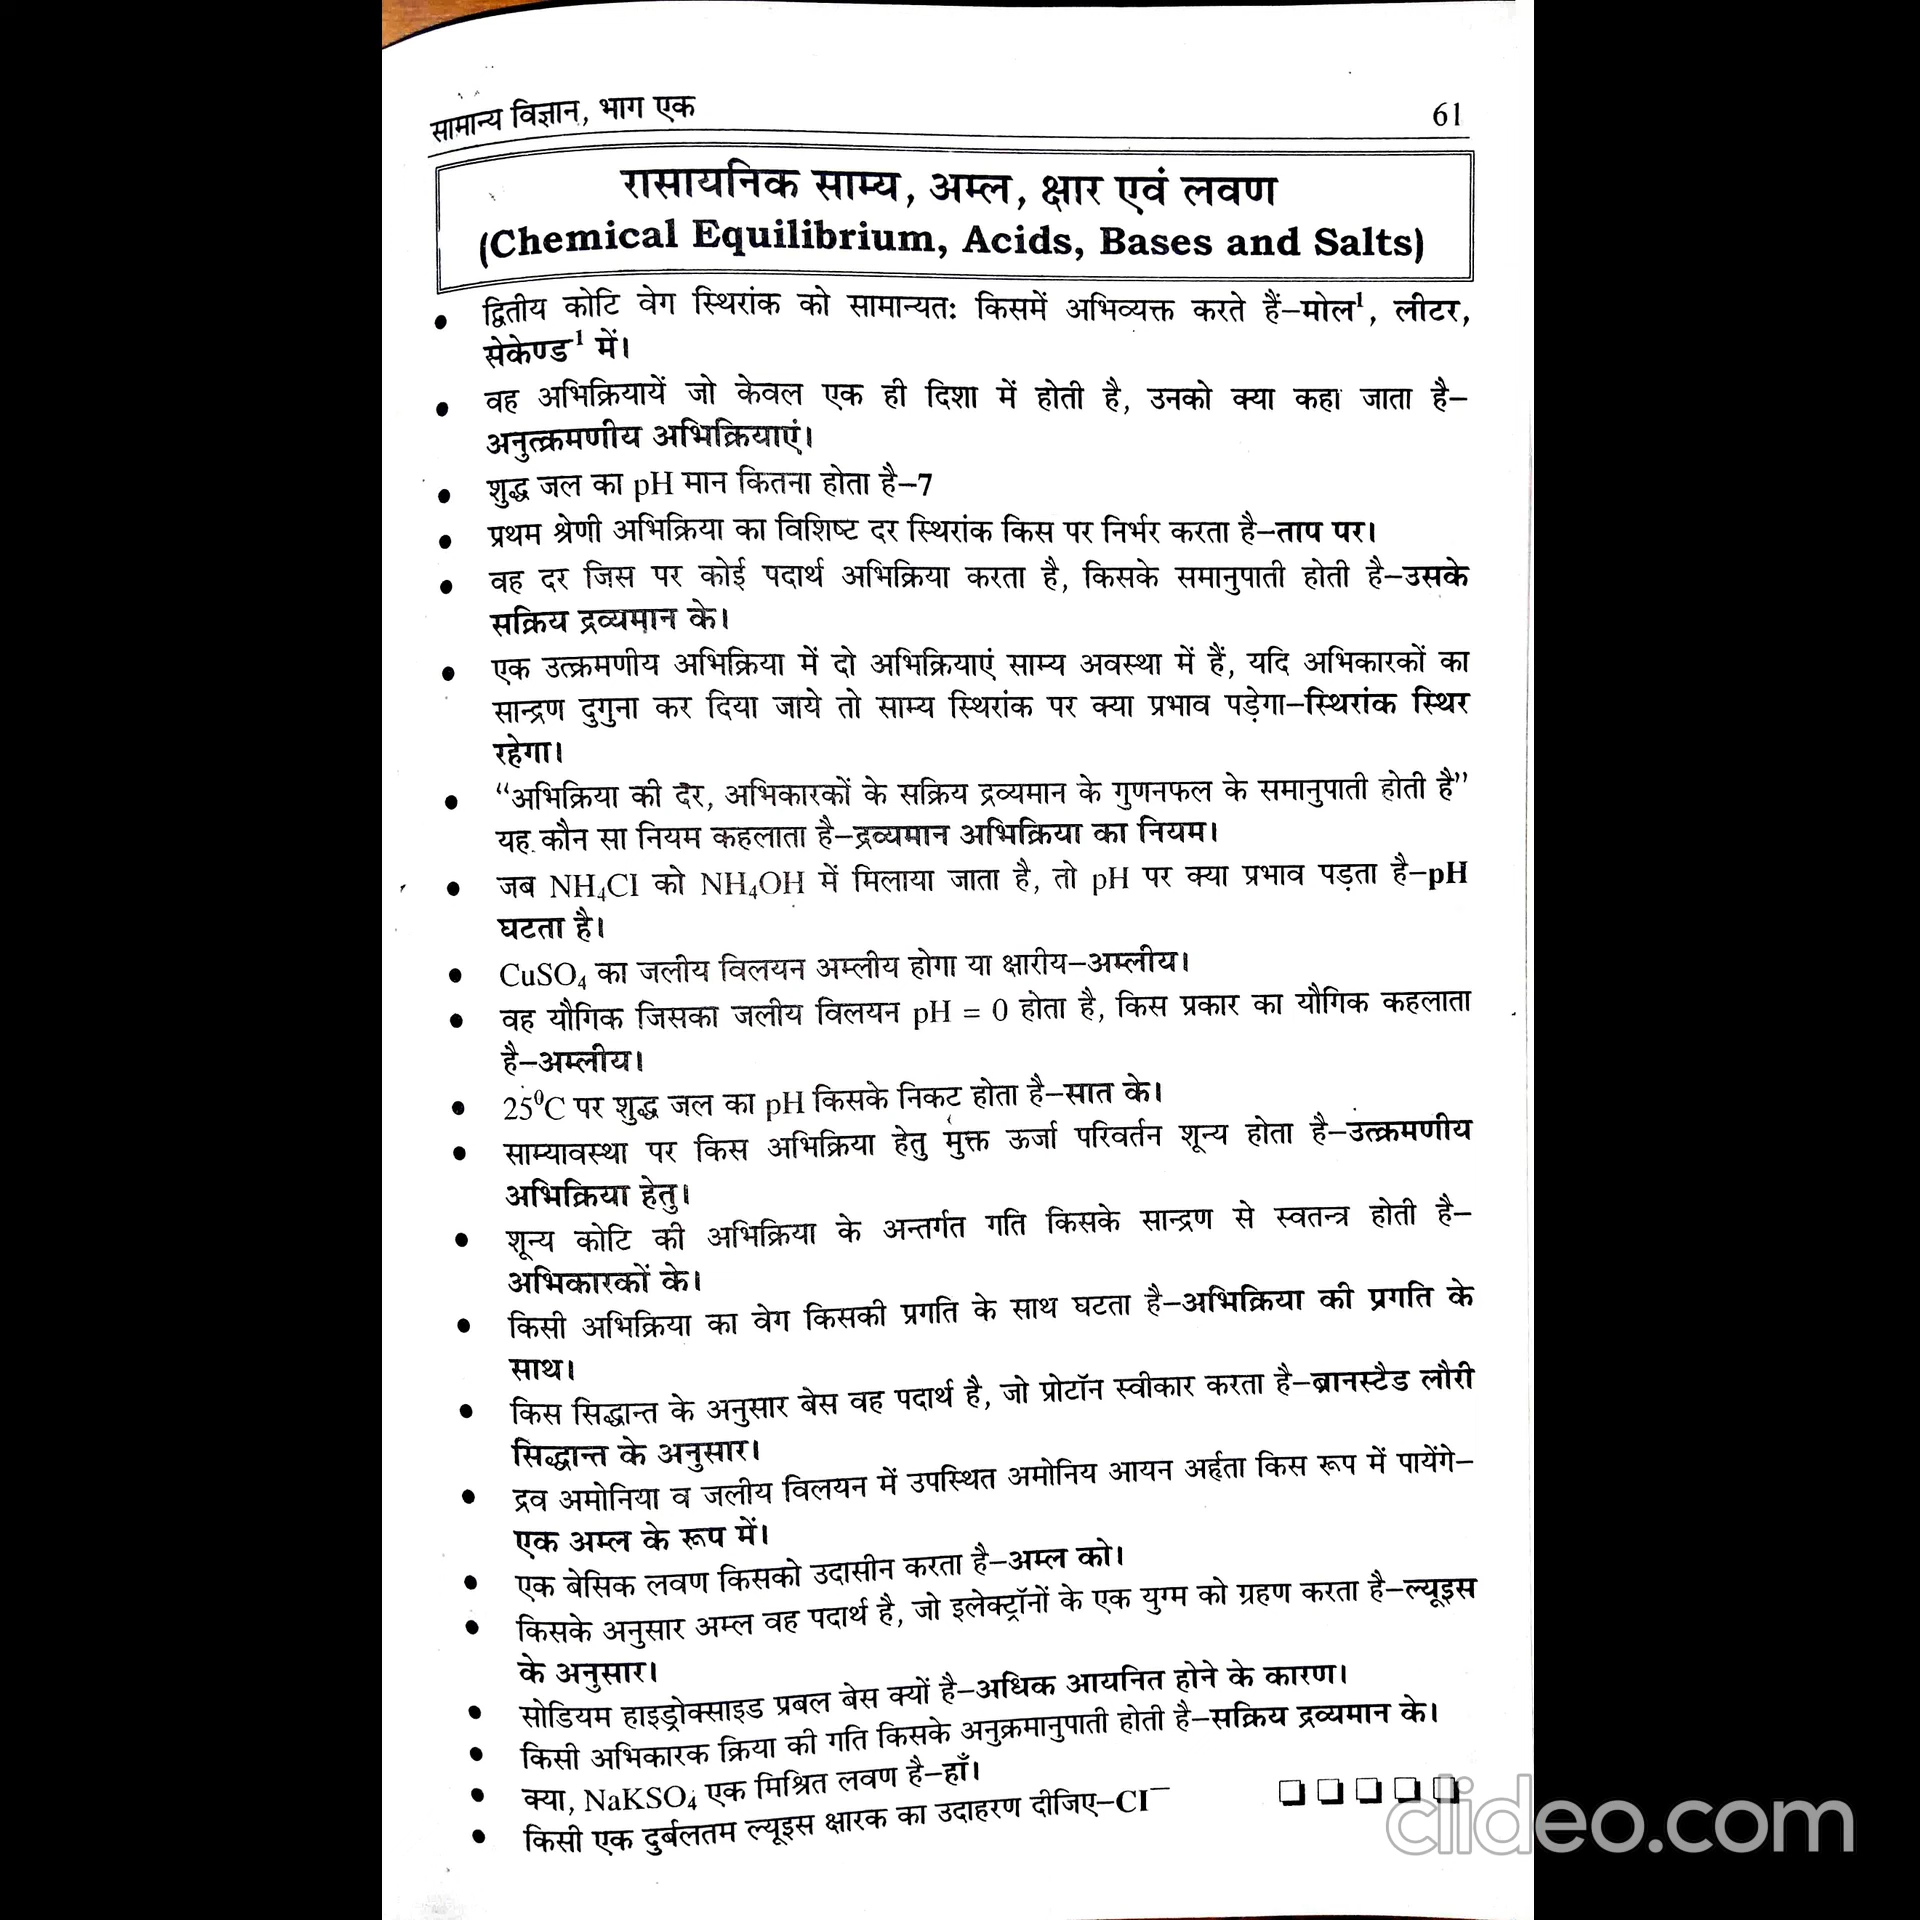 सामान्य विज्ञान, भाग एक
61
रासायनिक साम्य, अम्ल, क्षार एवं लवण
(Chemical Equilibrium, Acids, Bases and Salts)
• द्वितीय कोटि वेग स्थिरांक को सामान्यतः किसमें अभिव्यक्त करते हैं–मोल¹, लीटर,
सेकेण्ड⁻¹ में।
• वह अभिक्रियायें जो केवल एक ही दिशा में होती है, उनको क्या कहा जाता है–
अनुत्क्रमणीय अभिक्रियाएं।
• शुद्ध जल का pH मान कितना होता है–7
• प्रथम श्रेणी अभिक्रिया का विशिष्ट दर स्थिरांक किस पर निर्भर करता है–ताप पर।
• वह दर जिस पर कोई पदार्थ अभिक्रिया करता है, किसके समानुपाती होती है–उसके
सक्रिय द्रव्यमान के।
• एक उत्क्रमणीय अभिक्रिया में दो अभिक्रियाएं साम्य अवस्था में हैं, यदि अभिकारकों का
सान्द्रण दुगुना कर दिया जाये तो साम्य स्थिरांक पर क्या प्रभाव पड़ेगा–स्थिरांक स्थिर
रहेगा।
• “अभिक्रिया की दर, अभिकारकों के सक्रिय द्रव्यमान के गुणनफल के समानुपाती होती है”
यह कौन सा नियम कहलाता है–द्रव्यमान अभिक्रिया का नियम।
• जब NH₄CI को NH₄OH में मिलाया जाता है, तो pH पर क्या प्रभाव पड़ता है–pH
घटता है।
• CuSO₄ का जलीय विलयन अम्लीय होगा या क्षारीय–अम्लीय।
• वह यौगिक जिसका जलीय विलयन pH = 0 होता है, किस प्रकार का यौगिक कहलाता
है–अम्लीय।
• 25⁰C पर शुद्ध जल का pH किसके निकट होता है–सात के।
• साम्यावस्था पर किस अभिक्रिया हेतु मुक्त ऊर्जा परिवर्तन शून्य होता है–उत्क्रमणीय
अभिक्रिया हेतु।
• शून्य कोटि की अभिक्रिया के अन्तर्गत गति किसके सान्द्रण से स्वतन्त्र होती है–
अभिकारकों के।
• किसी अभिक्रिया का वेग किसकी प्रगति के साथ घटता है–अभिक्रिया की प्रगति के
साथ।
• किस सिद्धान्त के अनुसार बेस वह पदार्थ है, जो प्रोटॉन स्वीकार करता है–ब्रानस्टैड लौरी
सिद्धान्त के अनुसार।
• द्रव अमोनिया व जलीय विलयन में उपस्थित अमोनिय आयन अर्हता किस रूप में पायेंगे–
एक अम्ल के रूप में।
• एक बेसिक लवण किसको उदासीन करता है–अम्ल को।
• किसके अनुसार अम्ल वह पदार्थ है, जो इलेक्ट्रॉनों के एक युग्म को ग्रहण करता है–ल्यूइस
के अनुसार।
• सोडियम हाइड्रोक्साइड प्रबल बेस क्यों है–अधिक आयनित होने के कारण।
• किसी अभिकारक क्रिया की गति किसके अनुक्रमानुपाती होती है–सक्रिय द्रव्यमान के।
• क्या, NaKSO₄ एक मिश्रित लवण है–हाँ।
• किसी एक दुर्बलतम ल्यूइस क्षारक का उदाहरण दीजिए–CI⁻
clideo.com